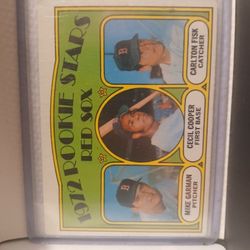 1972 ROOKIE STARS
RED SOX
CARLTON FISK
CATCHER
CECIL COOPER
FIRST BASE
MIKE GARMAN
PITCHER